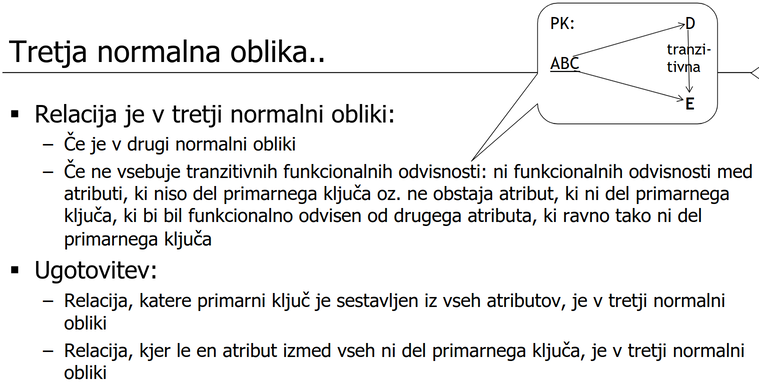 Tretja normalna oblika..
PK:
D
ABC
tranzi-
tivna
E
▪ Relacija je v tretji normalni obliki:
– Če je v drugi normalni obliki
– Če ne vsebuje tranzitivnih funkcionalnih odvisnosti: ni funkcionalnih odvisnosti med
atributi, ki niso del primarnega ključa oz. ne obstaja atribut, ki ni del primarnega
ključa, ki bi bil funkcionalno odvisen od drugega atributa, ki ravno tako ni del
primarnega ključa
▪ Ugotovitev:
– Relacija, katere primarni ključ je sestavljen iz vseh atributov, je v tretji normalni
obliki
– Relacija, kjer le en atribut izmed vseh ni del primarnega ključa, je v tretji normalni
obliki